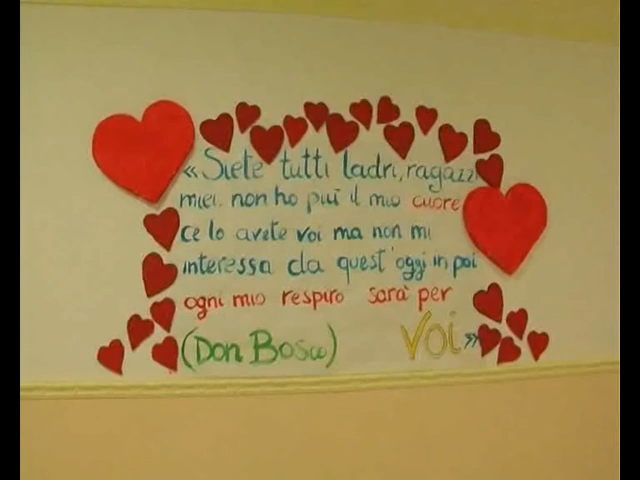 «Siete tutti ladri, ragazzi
miei, non ho più il mio cuore
ce lo avete voi ma non mi
interessa da quest'oggi in poi
ogni mio respiro sarà per
(Don Bosco) Voi»